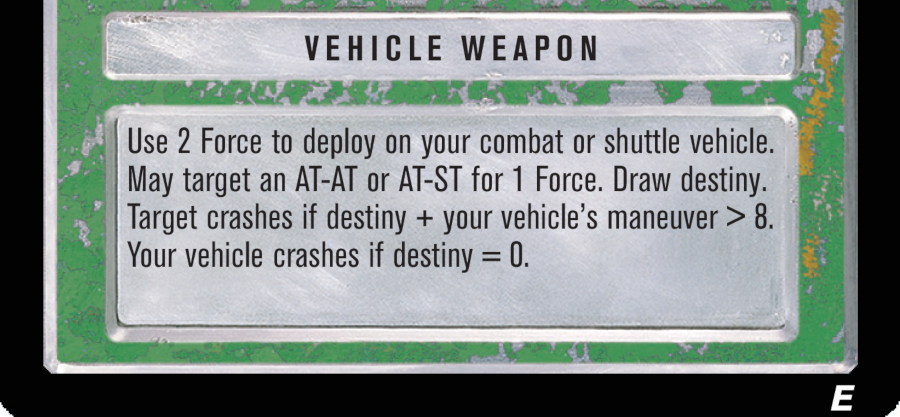 VEHICLE WEAPON
Use 2 Force to deploy on your combat or shuttle vehicle.
May target an AT-AT or AT-ST for 1 Force. Draw destiny.
Target crashes if destiny + your vehicle's maneuver > 8.
Your vehicle crashes if destiny = 0.
E